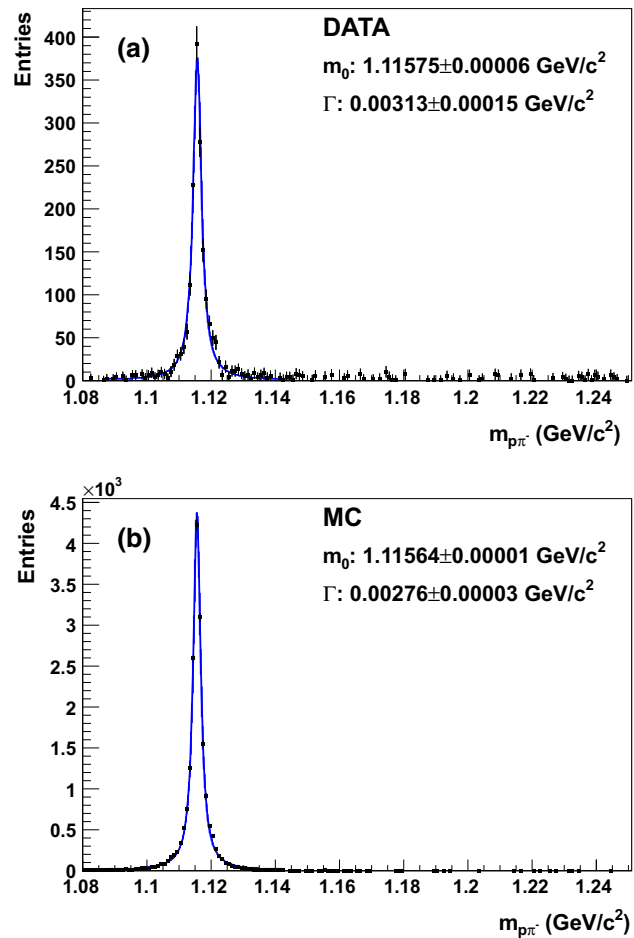 Entries
(a)
DATA
m₀: 1.11575±0.00006 GeV/c²
Γ: 0.00313±0.00015 GeV/c²
400
350
300
250
200
150
100
50
0
1.08 1.1 1.12 1.14 1.16 1.18 1.2 1.22 1.24
m_pπ⁻ (GeV/c²)
×10³
Entries
(b)
MC
m₀: 1.11564±0.00001 GeV/c²
Γ: 0.00276±0.00003 GeV/c²
4.5
4
3.5
3
2.5
2
1.5
1
0.5
0
1.08 1.1 1.12 1.14 1.16 1.18 1.2 1.22 1.24
m_pπ⁻ (GeV/c²)